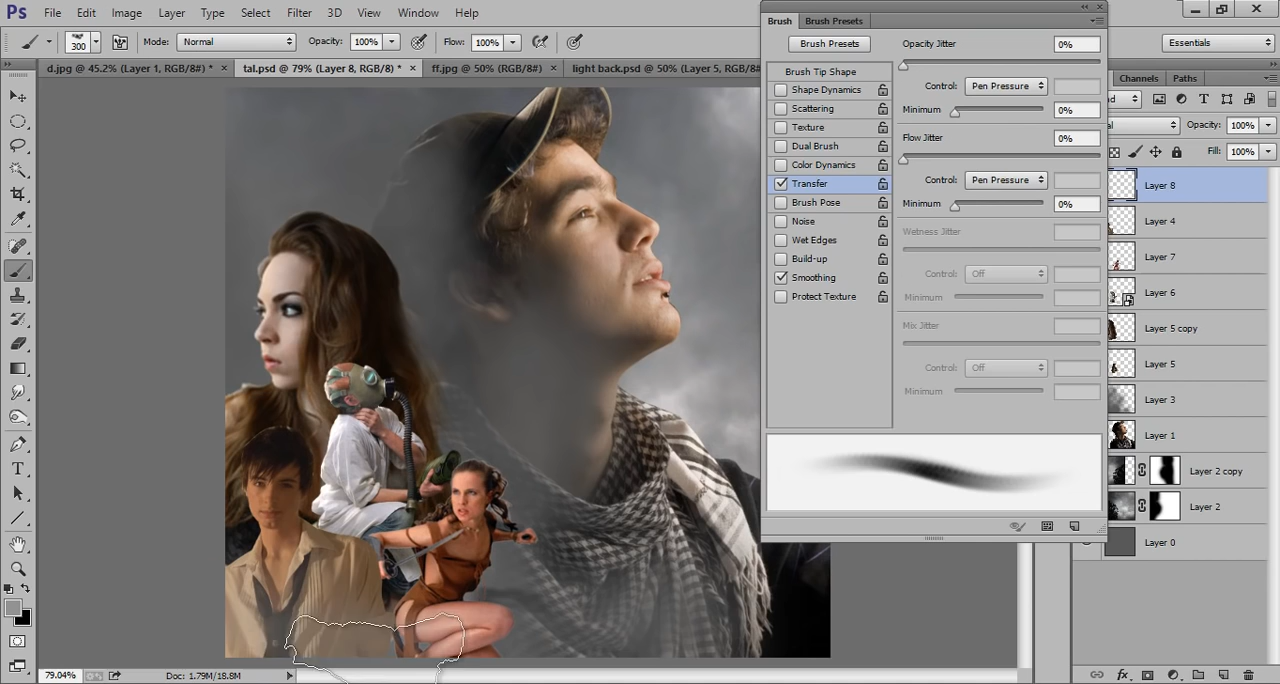 Ps File Edit Image Layer Type Select Filter 3D View Window Help
300 Mode: Normal Opacity: 100% Flow: 100% Essentials
d.jpg @ 45.2% (Layer 1, RGB/8#) * × tal.psd @ 79% (Layer 8, RGB/8) * × ff.jpg @ 50% (RGB/8#) × light back.psd @ 50% (Layer 5, RGB/8#
Brush Brush Presets
Brush Presets
Brush Tip Shape
Shape Dynamics
Scattering
Texture
Dual Brush
Color Dynamics
Transfer
Brush Pose
Noise
Wet Edges
Build-up
Smoothing
Protect Texture
Opacity Jitter 0%
Control: Pen Pressure
Minimum 0%
Flow Jitter 0%
Control: Pen Pressure
Minimum 0%
Wetness Jitter
Control: Off
Minimum
Mix Jitter
Control: Off
Minimum
Channels Paths
Opacity: 100%
Fill: 100%
Layer 8
Layer 4
Layer 7
Layer 6
Layer 5 copy
Layer 5
Layer 3
Layer 1
Layer 2 copy
Layer 2
Layer 0
79.04% Doc: 1.79M/18.8M